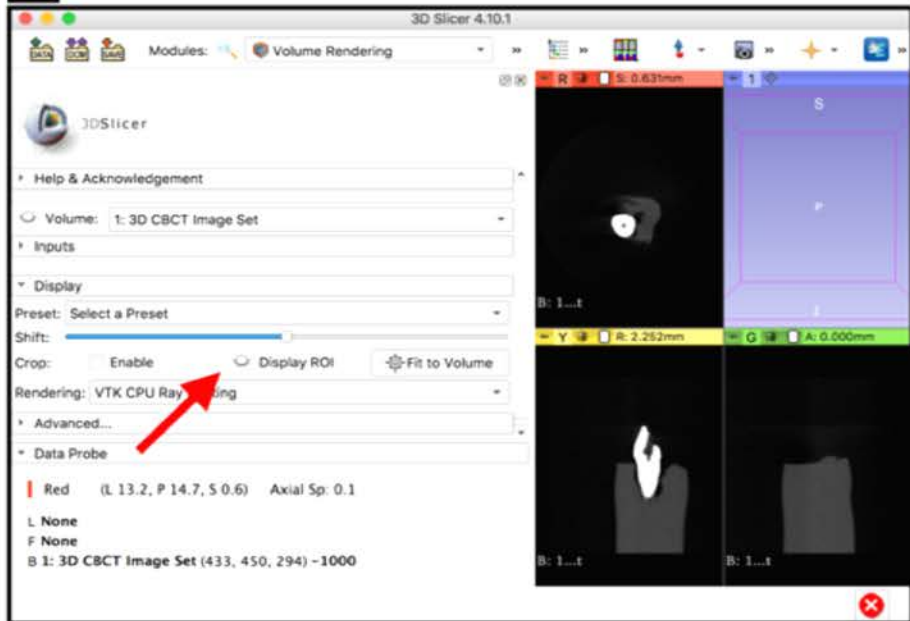 3D Slicer 4.10.1
DATA DCM SAVE Modules: Volume Rendering » »
R S: 0.631mm 1
3DSlicer
S
Help & Acknowledgement
Volume: 1: 3D CBCT Image Set
P
Inputs
Display
Preset: Select a Preset
B: 1...t
I
Shift:
Y R: 2.252mm G A: 0.000mm
Crop: Enable Display ROI Fit to Volume
Rendering: VTK CPU Ray
Advanced...
Data Probe
Red (L 13.2, P 14.7, S 0.6) Axial Sp: 0.1
L None
F None
B 1: 3D CBCT Image Set (433, 450, 294) -1000
B: 1...t B: 1...t